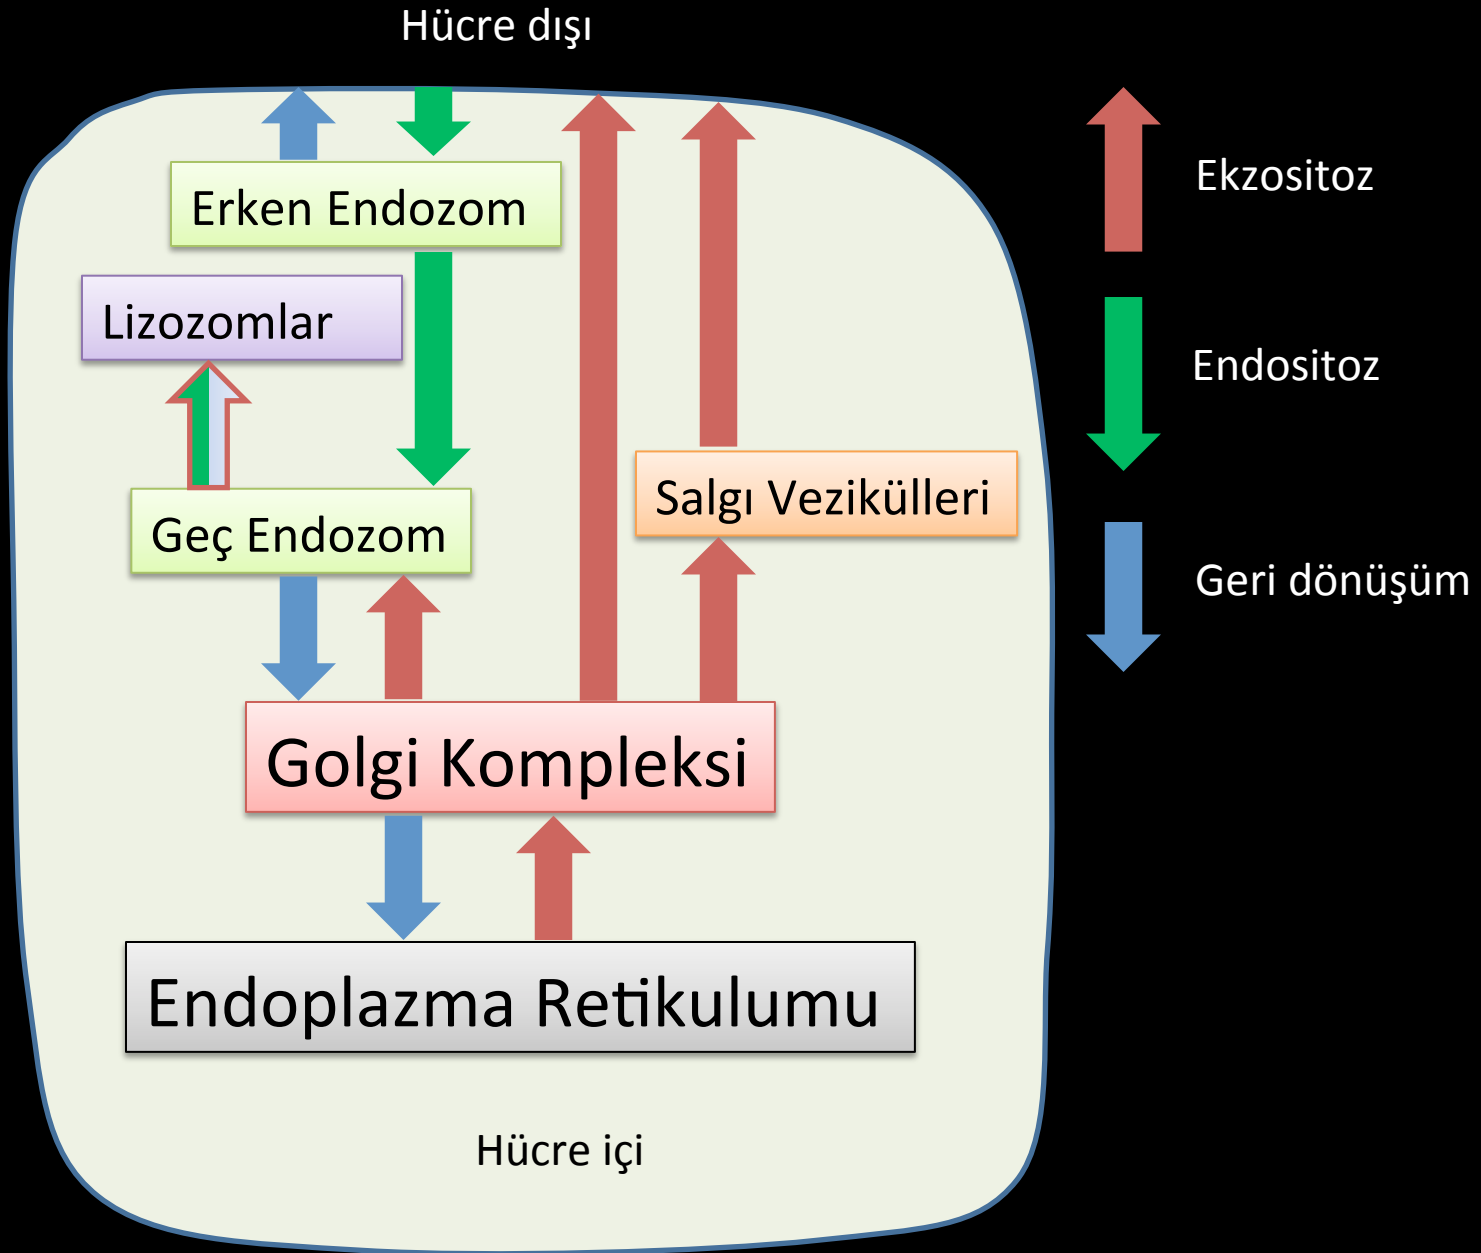 Hücre dışı
Erken Endozom
Lizozomlar
Geç Endozom
Salgı Vezikülleri
Golgi Kompleksi
Endoplazma Retikulumu
Hücre içi
Ekzositoz
Endositoz
Geri dönüşüm